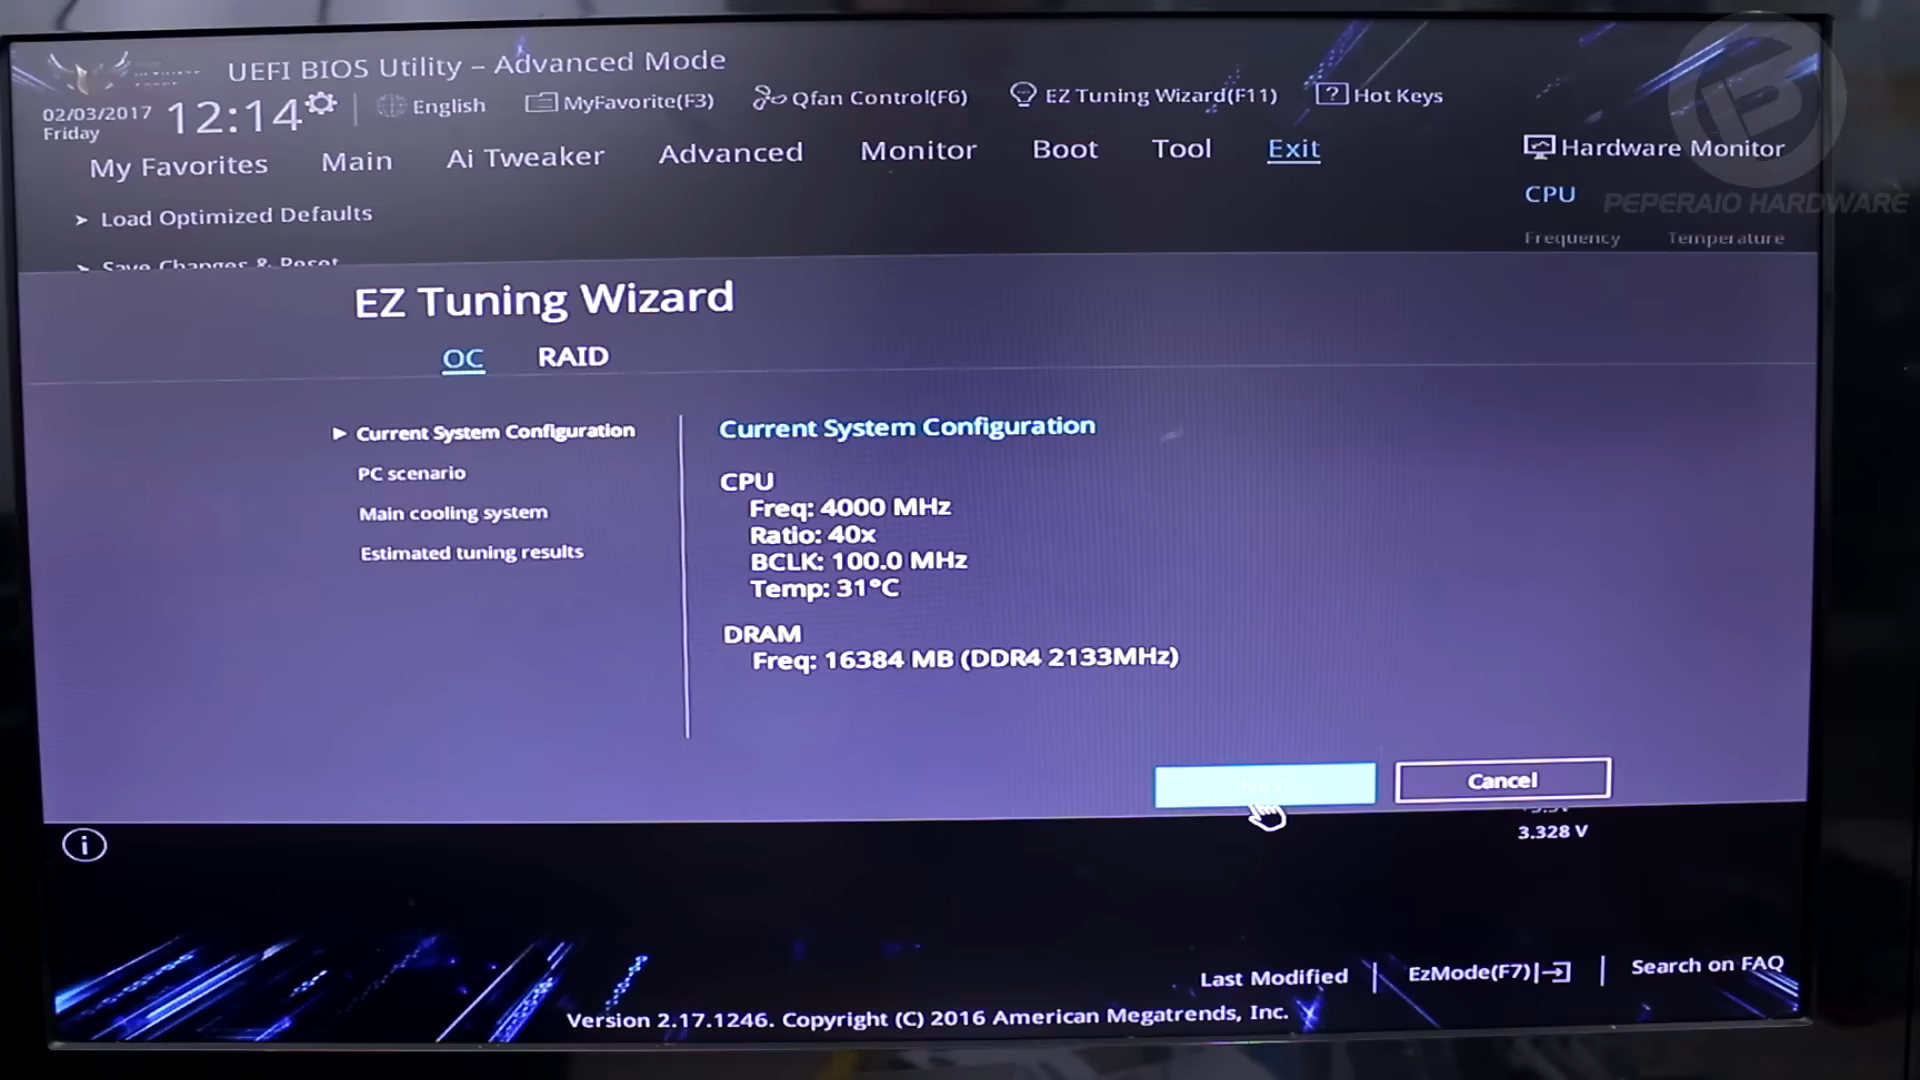 UEFI BIOS Utility – Advanced Mode
02/03/2017
Friday
12:14
English
MyFavorite(F3)
Qfan Control(F6)
EZ Tuning Wizard(F11)
? Hot Keys
My Favorites
Main
Ai Tweaker
Advanced
Monitor
Boot
Tool
Exit
Hardware Monitor
CPU
PEPERAIO HARDWARE
Frequency
Temperature
Load Optimized Defaults
Save Changes & Reset
EZ Tuning Wizard
OC
RAID
Current System Configuration
PC scenario
Main cooling system
Estimated tuning results
Current System Configuration
CPU
Freq: 4000 MHz
Ratio: 40x
BCLK: 100.0 MHz
Temp: 31°C
DRAM
Freq: 16384 MB (DDR4 2133MHz)
Cancel
3.328 V
i
Last Modified
EzMode(F7)
Search on FAQ
Version 2.17.1246. Copyright (C) 2016 American Megatrends, Inc.